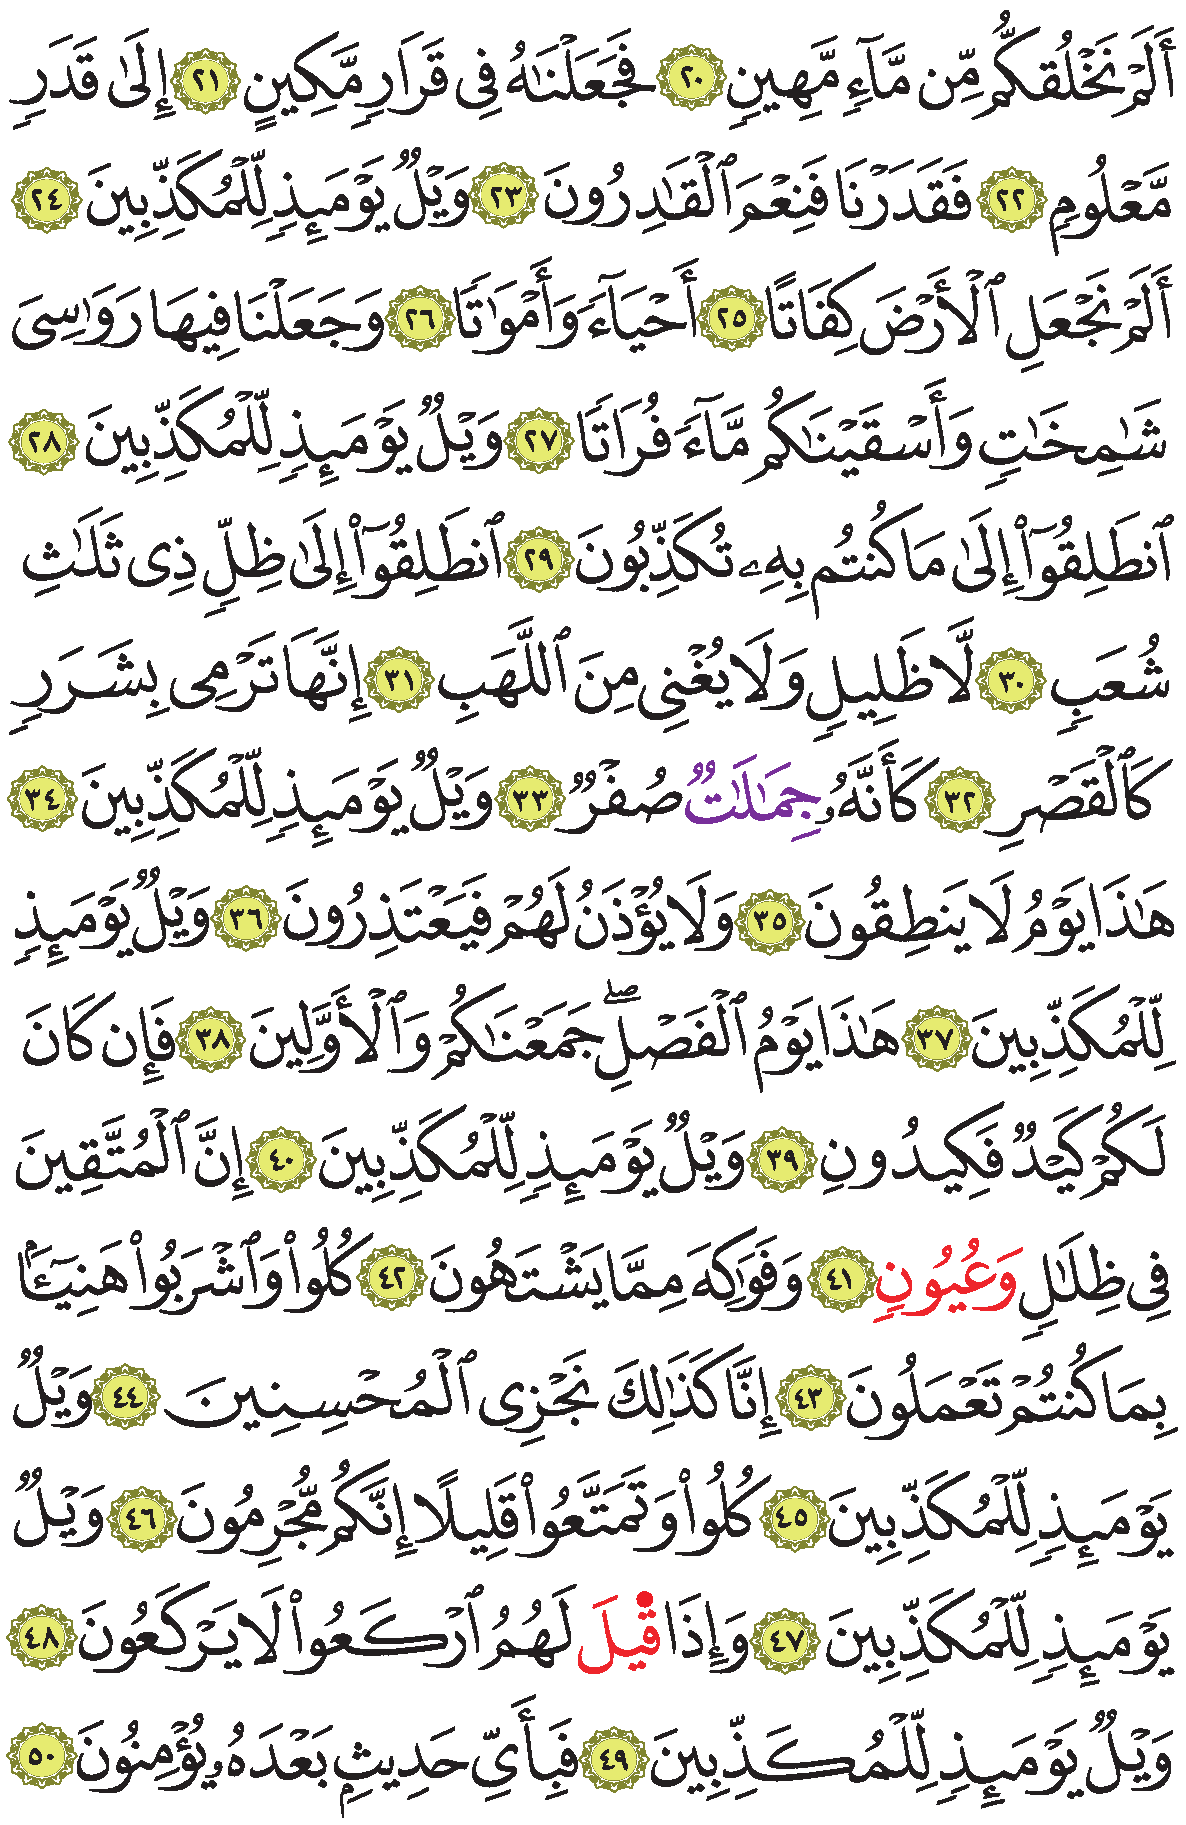 أَلَمۡ نَخۡلُقكُّم مِّن مَّآءٖ مَّهِينٖ ٢٠ فَجَعَلۡنَٰهُ فِي قَرَارٖ مَّكِينٍ ٢١ إِلَىٰ قَدَرٖ
مَّعۡلُومٖ ٢٢ فَقَدَرۡنَا فَنِعۡمَ ٱلۡقَٰدِرُونَ ٢٣ وَيۡلٞ يَوۡمَئِذٖ لِّلۡمُكَذِّبِينَ ٢٤
أَلَمۡ نَجۡعَلِ ٱلۡأَرۡضَ كِفَاتًا ٢٥ أَحۡيَآءٗ وَأَمۡوَٰتٗا ٢٦ وَجَعَلۡنَا فِيهَا رَوَٰسِيَ
شَٰمِخَٰتٖ وَأَسۡقَيۡنَٰكُم مَّآءٗ فُرَاتٗا ٢٧ وَيۡلٞ يَوۡمَئِذٖ لِّلۡمُكَذِّبِينَ ٢٨
ٱنطَلِقُوٓاْ إِلَىٰ مَا كُنتُم بِهِۦ تُكَذِّبُونَ ٢٩ ٱنطَلِقُوٓاْ إِلَىٰ ظِلّٖ ذِي ثَلَٰثِ
شُعَبٖ ٣٠ لَّا ظَلِيلٖ وَلَا يُغۡنِي مِنَ ٱللَّهَبِ ٣١ إِنَّهَا تَرۡمِي بِشَرَرٖ
كَٱلۡقَصۡرِ ٣٢ كَأَنَّهُۥ جِمَٰلَٰتٞ صُفۡرٞ ٣٣ وَيۡلٞ يَوۡمَئِذٖ لِّلۡمُكَذِّبِينَ ٣٤
هَٰذَا يَوۡمُ لَا يَنطِقُونَ ٣٥ وَلَا يُؤۡذَنُ لَهُمۡ فَيَعۡتَذِرُونَ ٣٦ وَيۡلٞ يَوۡمَئِذٖ
لِّلۡمُكَذِّبِينَ ٣٧ هَٰذَا يَوۡمُ ٱلۡفَصۡلِۖ جَمَعۡنَٰكُمۡ وَٱلۡأَوَّلِينَ ٣٨ فَإِن كَانَ
لَكُمۡ كَيۡدٞ فَكِيدُونِ ٣٩ وَيۡلٞ يَوۡمَئِذٖ لِّلۡمُكَذِّبِينَ ٤٠ إِنَّ ٱلۡمُتَّقِينَ
فِي ظِلَٰلٖ وَعُيُونٖ ٤١ وَفَوَٰكِهَ مِمَّا يَشۡتَهُونَ ٤٢ كُلُواْ وَٱشۡرَبُواْ هَنِيٓـَٔۢا
بِمَا كُنتُمۡ تَعۡمَلُونَ ٤٣ إِنَّا كَذَٰلِكَ نَجۡزِي ٱلۡمُحۡسِنِينَ ٤٤ وَيۡلٞ
يَوۡمَئِذٖ لِّلۡمُكَذِّبِينَ ٤٥ كُلُواْ وَتَمَتَّعُواْ قَلِيلًا إِنَّكُم مُّجۡرِمُونَ ٤٦ وَيۡلٞ
يَوۡمَئِذٖ لِّلۡمُكَذِّبِينَ ٤٧ وَإِذَا قِيلَ لَهُمُ ٱرۡكَعُواْ لَا يَرۡكَعُونَ ٤٨
وَيۡلٞ يَوۡمَئِذٖ لِّلۡمُكَذِّبِينَ ٤٩ فَبِأَيِّ حَدِيثِۭ بَعۡدَهُۥ يُؤۡمِنُونَ ٥٠